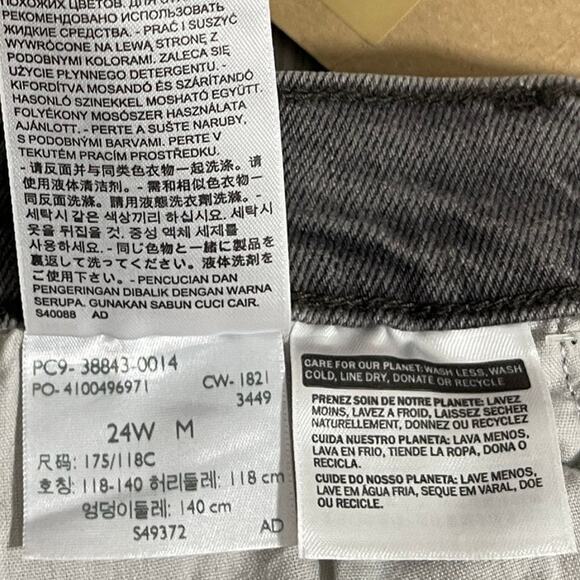 РЕКОМЕНДОВАНО ИСПОЛЬЗОВАТЬ
ЖИДКИЕ СРЕДСТВА. - PRAĆ I SUSZYĆ
WYWRÓCONE NA LEWĄ STRONĘ Z
PODOBNYMI KOLORAMI. ZALECA SIĘ
UŻYCIE PŁYNNEGO DETERGENTU. -
KIFORDÍTVA MOSANDÓ ÉS SZÁRÍTANDÓ
HASONLÓ SZINEKKEL MOSHATÓ EGYÜTT.
FOLYÉKONY MOSÓSZER HASZNÁLATA
AJÁNLOTT. - PERTE A SUŠTE NARUBY,
S PODOBNÝMI BARVAMI. PERTE V
TEKUTÉM PRACÍM PROSTŘEDKU.
- 请反面并与同类色衣物一起洗涤。请
使用液体清洁剂。- 需和相似色衣物一
同反面洗滌。請用液態洗衣劑洗滌。-
세탁시 같은 색상끼리 하십시요. 세탁시
옷을 뒤집을 것. 중성 액체 세제를
사용하세요. - 同じ色衣物と一緒に製品を
裏返して洗ってください。液体洗剤をご
使用下さい。- PENCUCIAN DAN
PENGERINGAN DIBALIK DENGAN WARNA
SERUPA. GUNAKAN SABUN CUCI CAIR.
S40088 AD
PC9- 38843-0014
PO- 4100496971 CW- 1821
3449
24W M
尺码: 175/118C
호칭: 118-140 허리둘레: 118 cm
엉덩이둘레: 140 cm
S49372 AD
CARE FOR OUR PLANET: WASH LESS, WASH
COLD, LINE DRY, DONATE OR RECYCLE.
PRENEZ SOIN DE NOTRE PLANETE: LAVEZ
MOINS, LAVEZ A FROID, LAISSEZ SECHER
NATURELLEMENT, DONNEZ OU RECYCLEZ
CUIDA NUESTRO PLANETA: LAVA MENOS,
LAVA EN FRIO, TIENDE LA ROPA, DONA O
RECICLA.
CUIDE DO NOSSO PLANETA: LAVE MENOS,
LAVE EM ÁGUA FRIA, SEQUE EM VARAL, DOE
OU RECICLE.